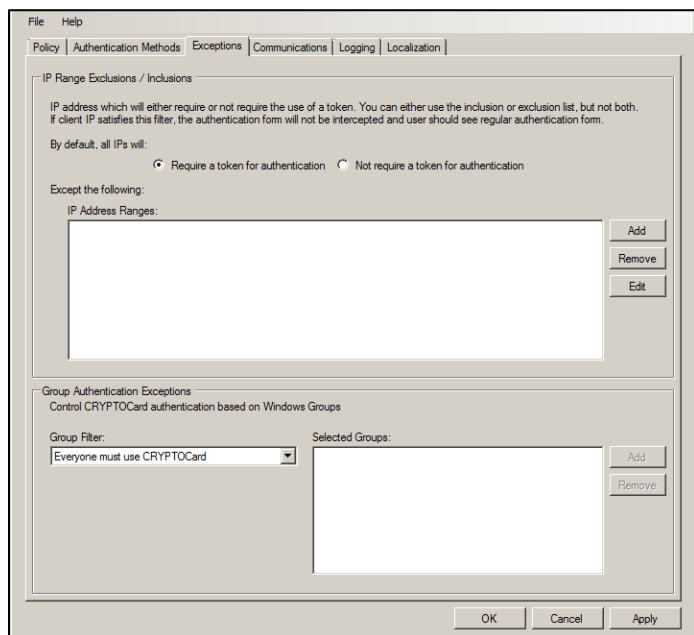 File Help
Policy Authentication Methods Exceptions Communications Logging Localization
IP Range Exclusions / Inclusions
IP address which will either require or not require the use of a token. You can either use the inclusion or exclusion list, but not both.
If client IP satisfies this filter, the authentication form will not be intercepted and user should see regular authentication form.
By default, all IPs will:
Require a token for authentication Not require a token for authentication
Except the following:
IP Address Ranges:
Add
Remove
Edit
Group Authentication Exceptions
Control CRYPTOCard authentication based on Windows Groups
Group Filter: Selected Groups:
Everyone must use CRYPTOCard Add
Remove
OK Cancel Apply